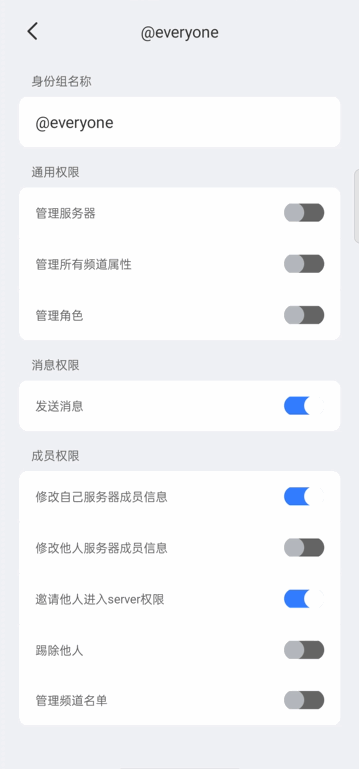 @everyone
身份组名称
@everyone
通用权限
管理服务器
管理所有频道属性
管理角色
消息权限
发送消息
成员权限
修改自己服务器成员信息
修改他人服务器成员信息
邀请他人进入server权限
踢除他人
管理频道名单